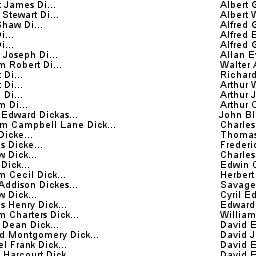 James Di... Albert
Stewart Di... Albert
Shaw Di... Alfred
Di... Alfred E
Di... Alfred
Joseph Di... Allan E
Robert Di... Walter
Di... Richard
Di... Arthur
Di... Arthur
Di... Arthur
Edward Dickas... John Bl
Campbell Lane Dick... Charles
Dicke... Thomas
Dicke... Frederic
Dick... Charles
Dick... Edwin
Cecil Dick... Herbert
Addison Dickes... Savage
Dick... Cyril Ed
Henry Dick... Edward
Charters Dick... William
Dean Dick... David E
Montgomery Dick... David J
Frank Dick... David E
Harcourt Dick David